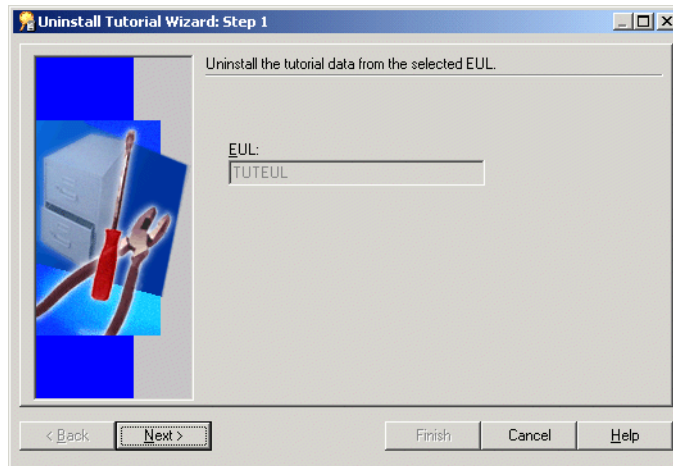 Uninstall Tutorial Wizard: Step 1
Uninstall the tutorial data from the selected EUL.
EUL:
TUTEUL
< Back Next > Finish Cancel Help